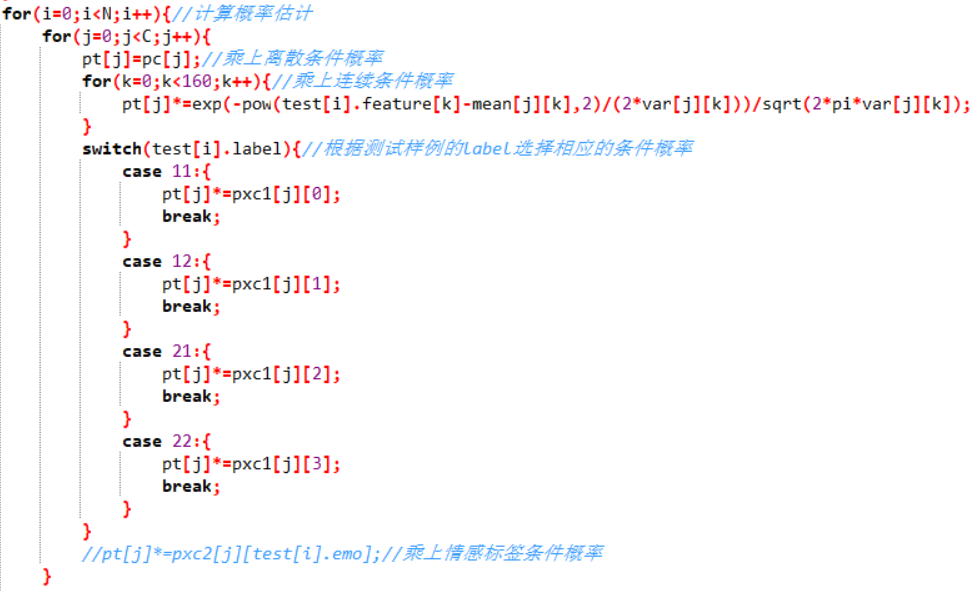 for(i=0;i<N;i++){//计算概率估计
for(j=0;j<C;j++){
pt[j]=pc[j];//乘上离散条件概率
for(k=0;k<160;k++){//乘上连续条件概率
pt[j]*=exp(-pow(test[i].feature[k]-mean[j][k],2)/(2*var[j][k]))/sqrt(2*pi*var[j][k]);
}
switch(test[i].label){//根据测试样例的label选择相应的条件概率
case 11:{
pt[j]*=pxc1[j][0];
break;
}
case 12:{
pt[j]*=pxc1[j][1];
break;
}
case 21:{
pt[j]*=pxc1[j][2];
break;
}
case 22:{
pt[j]*=pxc1[j][3];
break;
}
}
//pt[j]*=pxc2[j][test[i].emo];//乘上情感标签条件概率
}